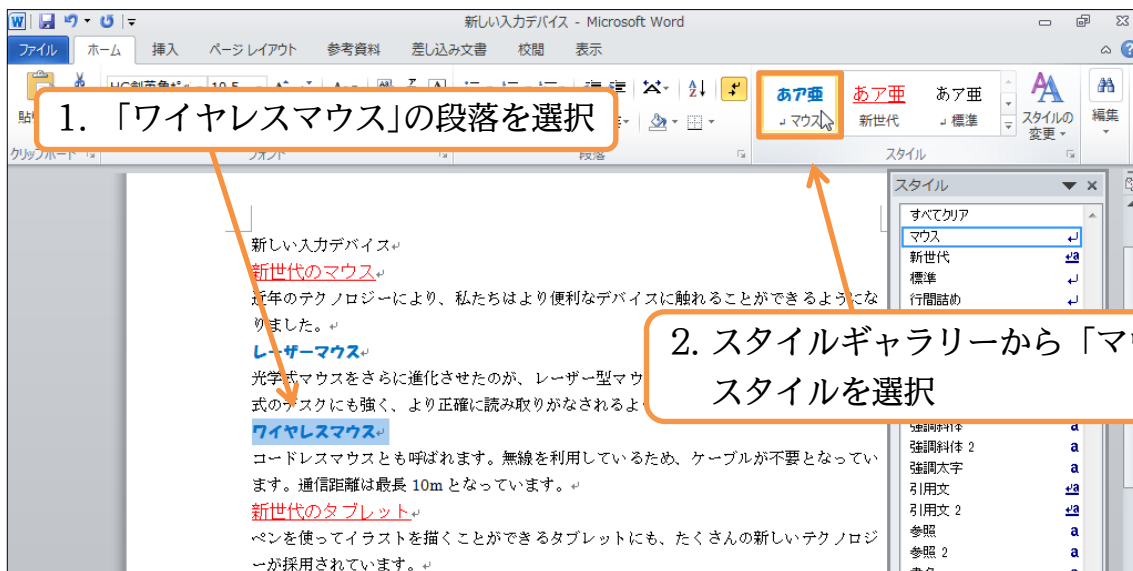 新しい入力デバイス - Microsoft Word
ファイル ホーム 挿入 ページ レイアウト 参考資料 差し込み文書 校閲 表示
あア亜 あア亜 あア亜
マウス 新世代 標準
スタイルの
変更
編集
クリップボード フォント 段落 スタイル
1. 「ワイヤレスマウス」の段落を選択
新しい入力デバイス
新世代のマウス
近年のテクノロジーにより、私たちはより便利なデバイスに触れることができるようにな
りました。
レーザーマウス
光学式マウスをさらに進化させたのが、レーザー型マウ
式のデスクにも強く、より正確に読み取りがなされるよ
ワイヤレスマウス
コードレスマウスとも呼ばれます。無線を利用しているため、ケーブルが不要となってい
ます。通信距離は最長 10m となっています。
新世代のタブレット
ペンを使ってイラストを描くことができるタブレットにも、たくさんの新しいテクノロジ
ーが採用されています。
スタイル
すべてクリア
マウス
新世代
標準
行間詰め
2. スタイルギャラリーから「マ
スタイルを選択
強調斜体
強調斜体 2
強調太字
引用文
引用文 2
参照
参照 2